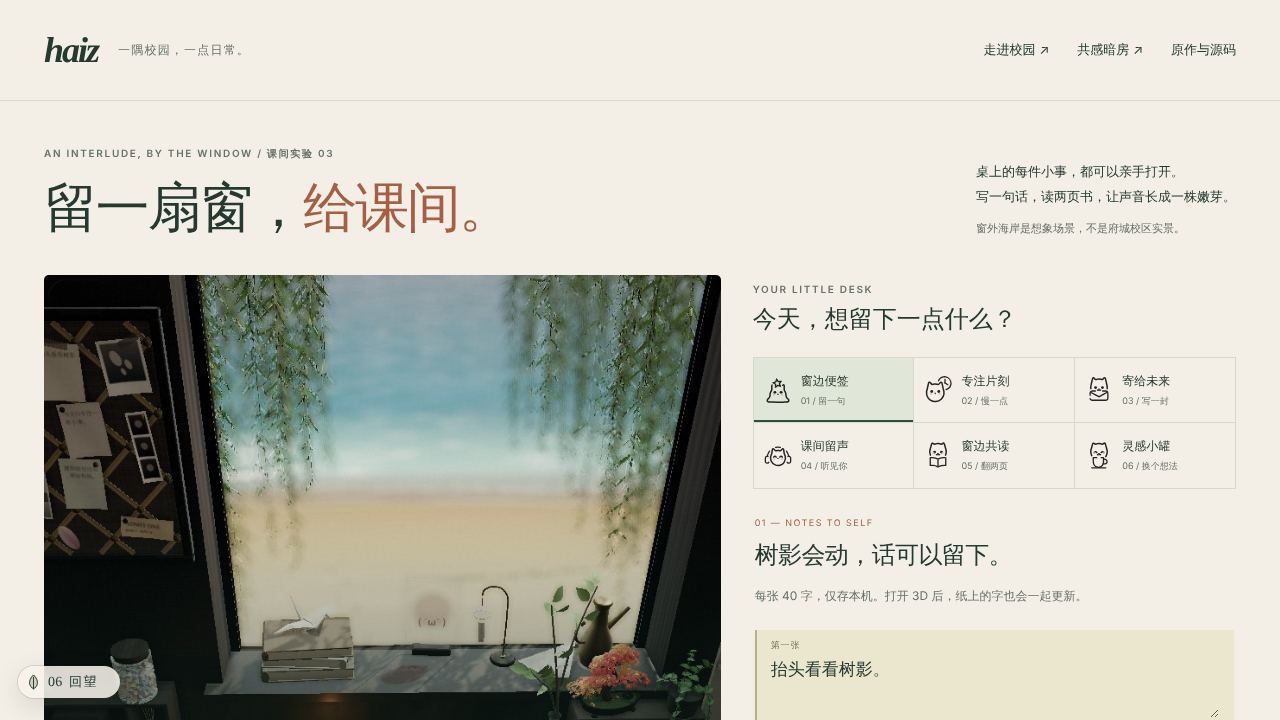 haiz
一隅校园，一点日常。
走进校园 ↗
共感暗房 ↗
原作与源码
AN INTERLUDE, BY THE WINDOW / 课间实验 03
留一扇窗，给课间。
桌上的每件小事，都可以亲手打开。
写一句话，读两页书，让声音长成一株嫩芽。
窗外海岸是想象场景，不是府城校区实景。
YOUR LITTLE DESK
今天，想留下一点什么？
窗边便签
01 / 留一句
专注片刻
02 / 慢一点
寄给未来
03 / 写一封
课间留声
04 / 听见你
窗边共读
05 / 翻两页
灵感小罐
06 / 换个想法
01 — NOTES TO SELF
树影会动，话可以留下。
每张 40 字，仅存本机。打开 3D 后，纸上的字也会一起更新。
第一张
抬头看看树影。
06 回望